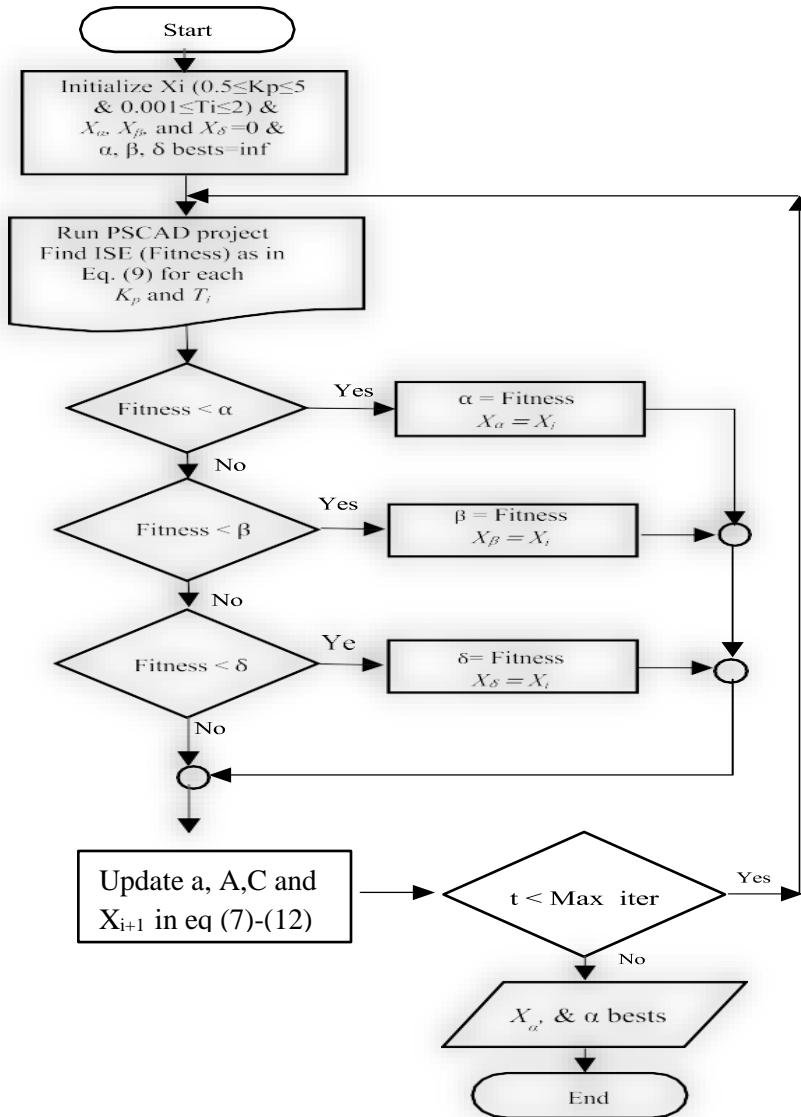 Start
Initialize Xi (0.5≤Kp≤5
& 0.001≤Ti≤2) &
Xα, Xβ, and Xδ=0 &
α, β, δ bests=inf
Run PSCAD project
Find ISE (Fitness) as in
Eq. (9) for each
Kp and Ti
Fitness < α
Yes
α = Fitness
Xα = Xi
No
Fitness < β
Yes
β = Fitness
Xβ = Xi
No
Fitness < δ
Ye
δ= Fitness
Xδ = Xi
No
Update a, A,C and
Xi+1 in eq (7)-(12)
t < Max iter
Yes
No
Xα, & α bests
End